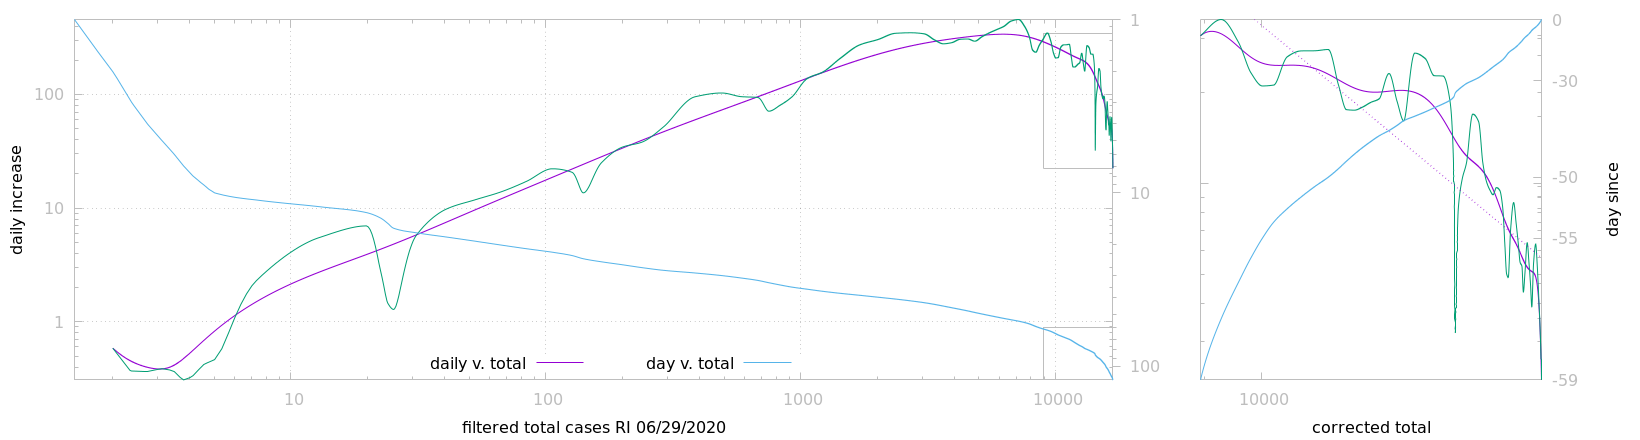 daily increase
100
10
1
daily v. total
day v. total
10
100
1000
10000
filtered total cases RI 06/29/2020
1
10
100
10000
corrected total
0
-30
-50
-55
-59
day since